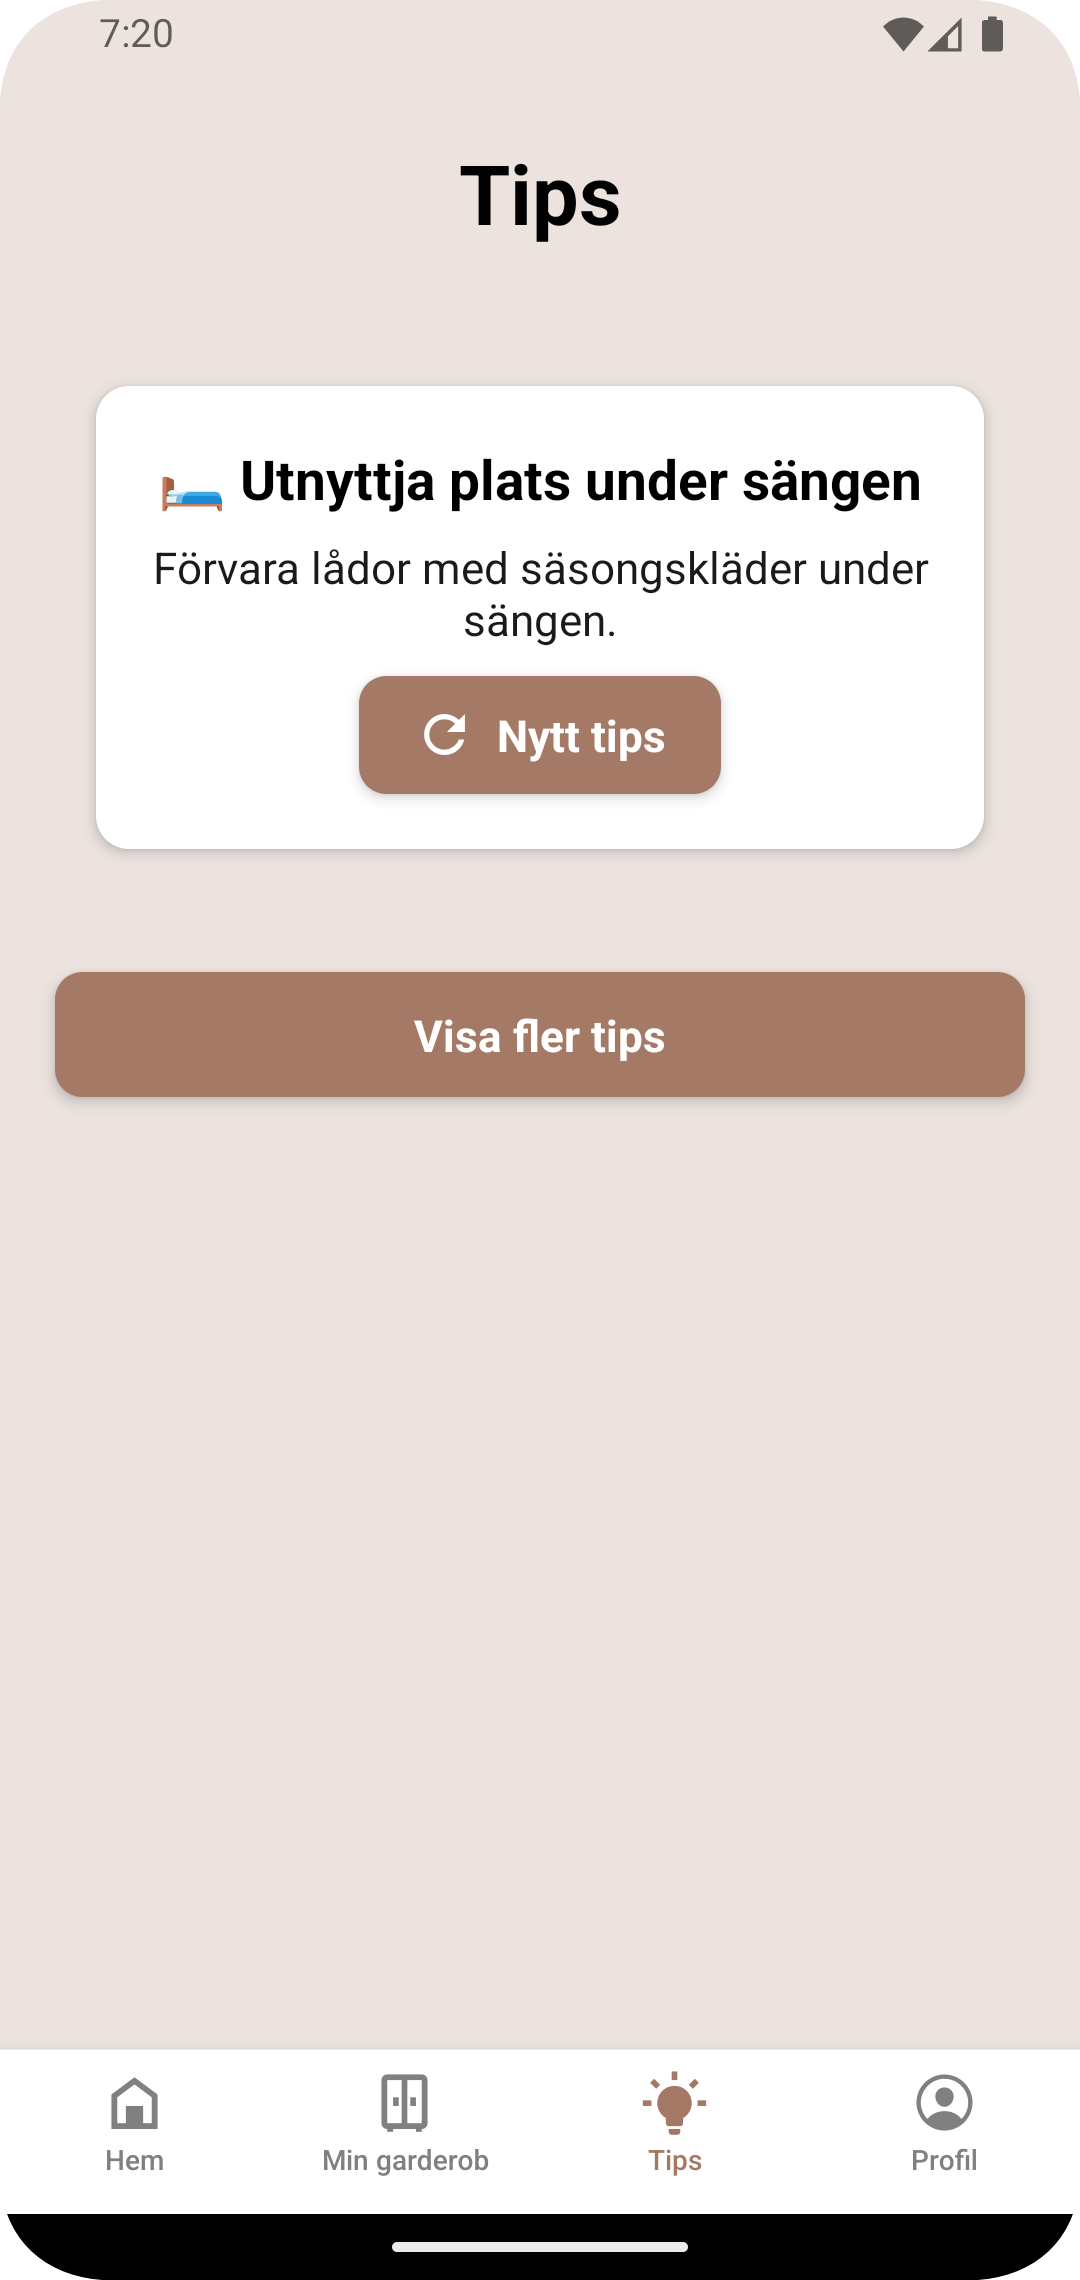 7:20
Tips
🛏️ Utnyttja plats under sängen
Förvara lådor med säsongskläder under
sängen.
Nytt tips
Visa fler tips
Hem
Min garderob
Tips
Profil